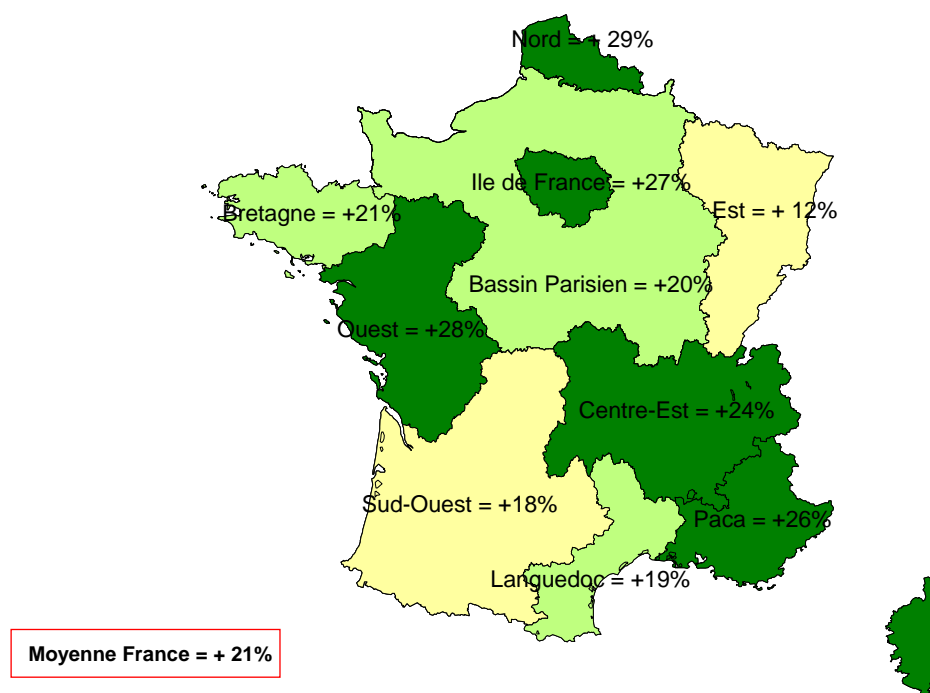 Nord = + 29%
Ile de France = +27%
Bretagne = +21%
Est = + 12%
Bassin Parisien = +20%
Ouest = +28%
Centre-Est = +24%
Sud-Ouest = +18%
Paca = +26%
Languedoc = +19%
Moyenne France = + 21%